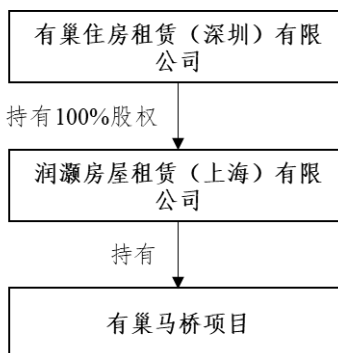 有巢住房租赁（深圳）有限
公司
持有100%股权
润灏房屋租赁（上海）有限
公司
持有
有巢马桥项目